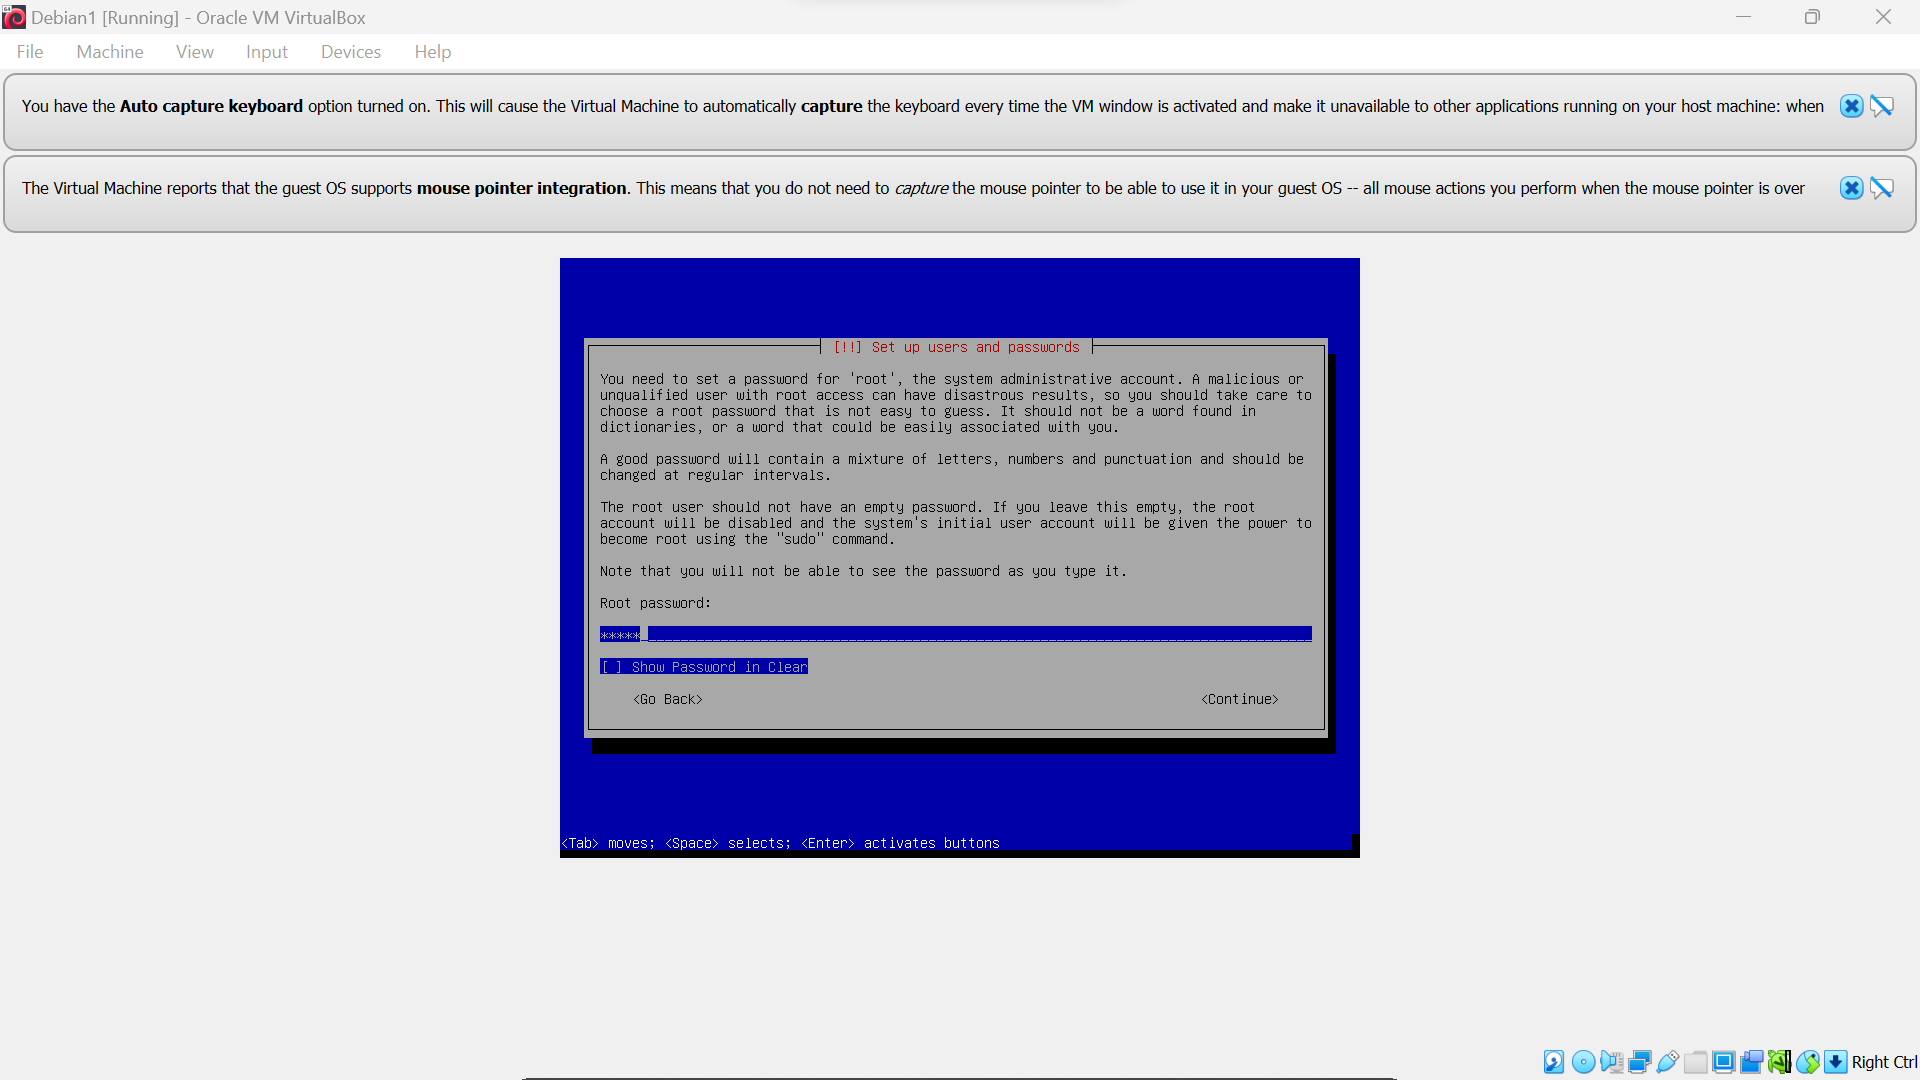 Debian1 [Running] - Oracle VM VirtualBox
File Machine View Input Devices Help
You have the Auto capture keyboard option turned on. This will cause the Virtual Machine to automatically capture the keyboard every time the VM window is activated and make it unavailable to other applications running on your host machine: when
The Virtual Machine reports that the guest OS supports mouse pointer integration. This means that you do not need to capture the mouse pointer to be able to use it in your guest OS -- all mouse actions you perform when the mouse pointer is over
[!!] Set up users and passwords
You need to set a password for 'root', the system administrative account. A malicious or
unqualified user with root access can have disastrous results, so you should take care to
choose a root password that is not easy to guess. It should not be a word found in
dictionaries, or a word that could be easily associated with you.
A good password will contain a mixture of letters, numbers and punctuation and should be
changed at regular intervals.
The root user should not have an empty password. If you leave this empty, the root
account will be disabled and the system's initial user account will be given the power to
become root using the "sudo" command.
Note that you will not be able to see the password as you type it.
Root password:
*****
[ ] Show Password in Clear
<Go Back> <Continue>
<Tab> moves; <Space> selects; <Enter> activates buttons
Right Ctrl